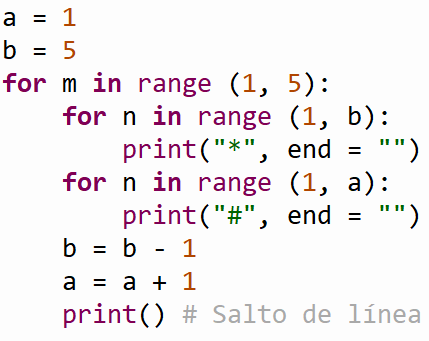 a = 1
b = 5
for m in range (1, 5):
    for n in range (1, b):
        print("*", end = "")
    for n in range (1, a):
        print("#", end = "")
    b = b - 1
    a = a + 1
    print() # Salto de línea